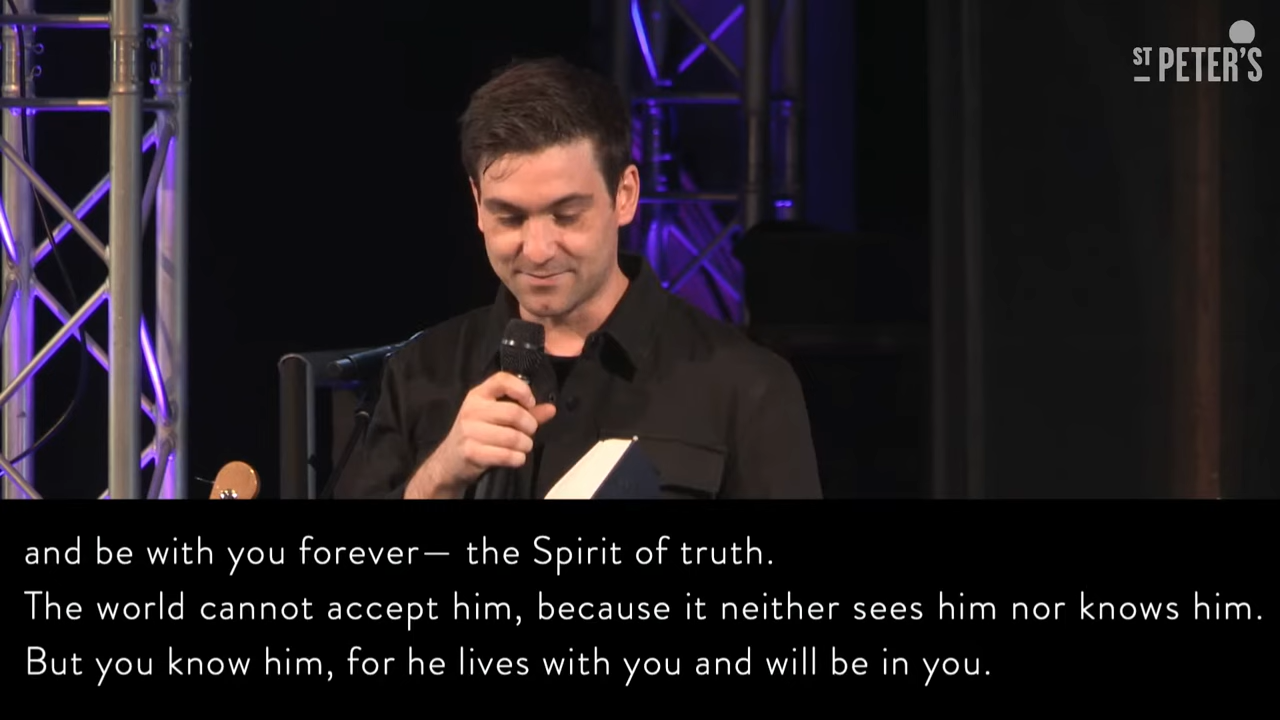 ST PETER'S
and be with you forever— the Spirit of truth.
The world cannot accept him, because it neither sees him nor knows him.
But you know him, for he lives with you and will be in you.